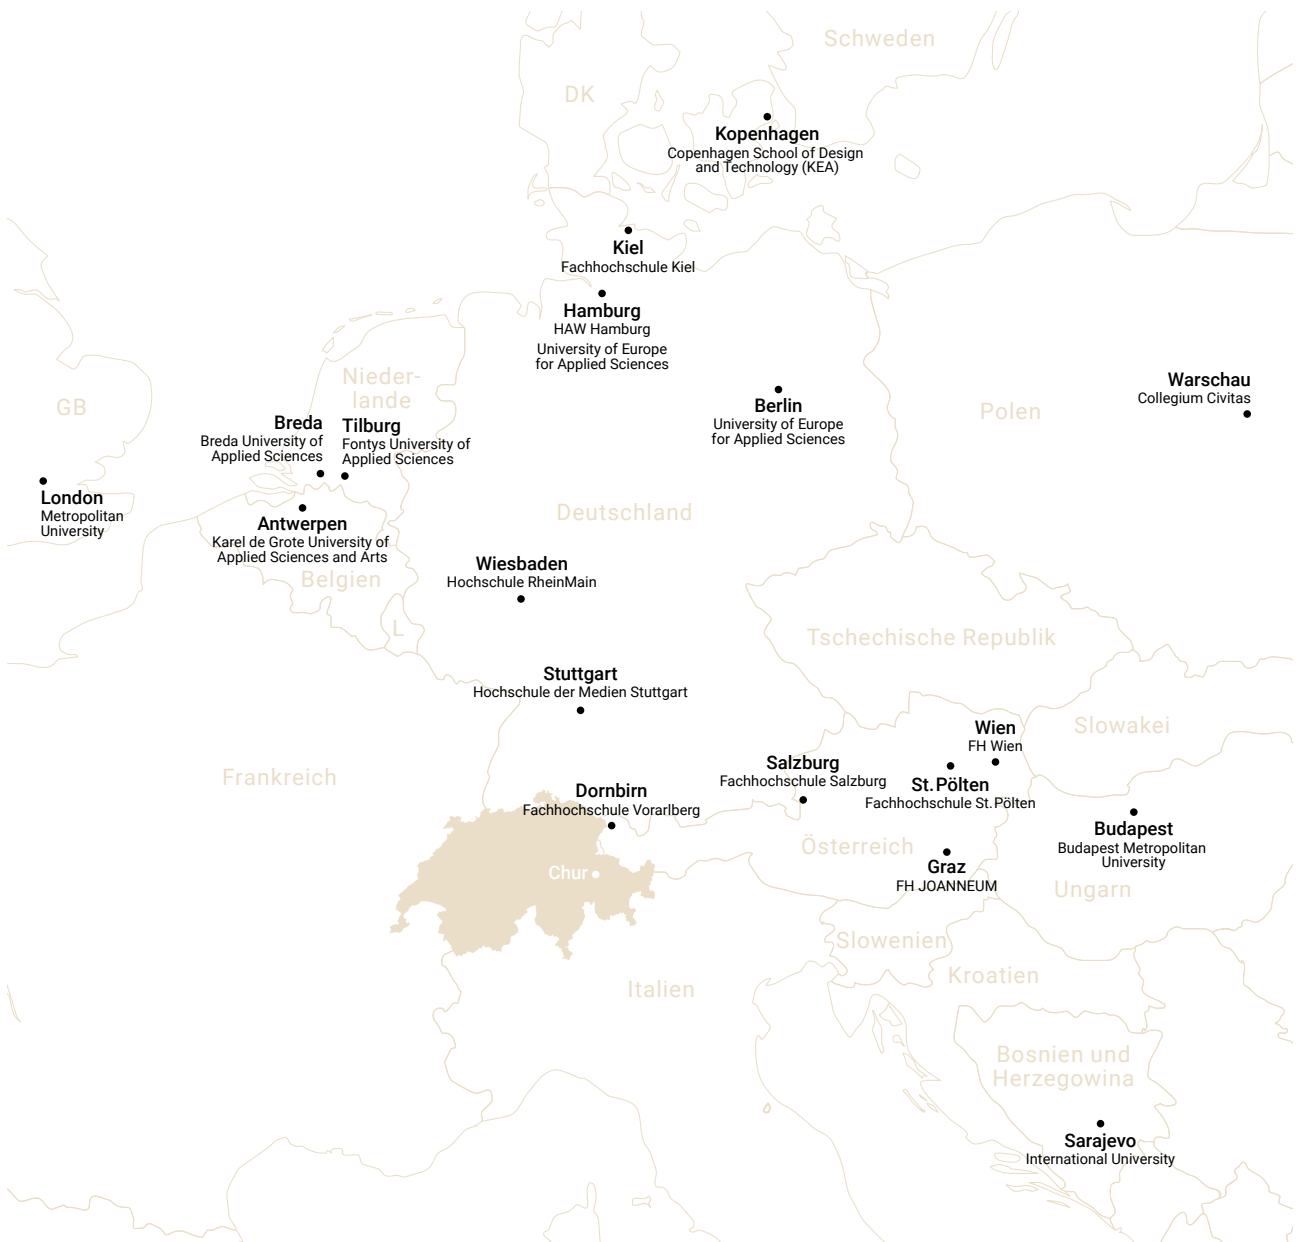 Schweden
DK
Kopenhagen
Copenhagen School of Design
and Technology (KEA)
Kiel
Fachhochschule Kiel
Hamburg
HAW Hamburg
University of Europe
for Applied Sciences
Nieder-
lande
GB
Berlin
University of Europe
for Applied Sciences
Polen
Warschau
Collegium Civitas
Breda
Breda University of
Applied Sciences
Tilburg
Fontys University of
Applied Sciences
London
Metropolitan
University
Antwerpen
Karel de Grote University of
Applied Sciences and Arts
Belgien
Deutschland
Wiesbaden
Hochschule RheinMain
L
Tschechische Republik
Stuttgart
Hochschule der Medien Stuttgart
Slowakei
Wien
FH Wien
Frankreich
Salzburg
Fachhochschule Salzburg
St. Pölten
Fachhochschule St. Pölten
Dornbirn
Fachhochschule Vorarlberg
Budapest
Budapest Metropolitan
University
Österreich
Chur
Graz
FH JOANNEUM
Ungarn
Slowenien
Kroatien
Italien
Bosnien und
Herzegowina
Sarajevo
International University